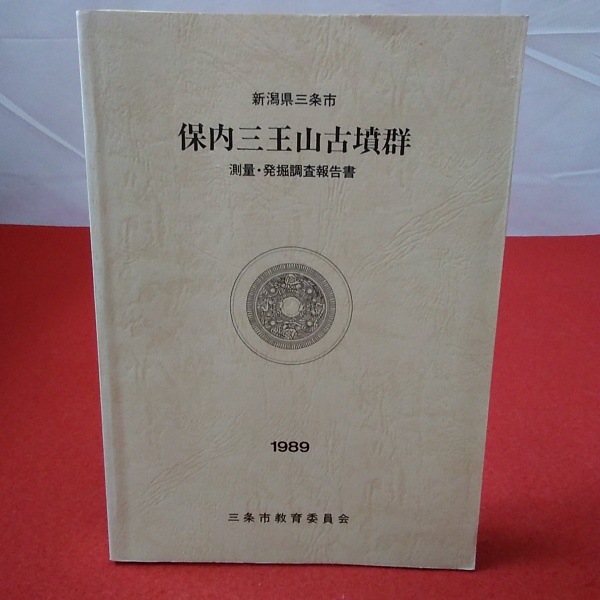 新潟県三条市
保内三王山古墳群
測量・発掘調査報告書
1989
三条市教育委員会